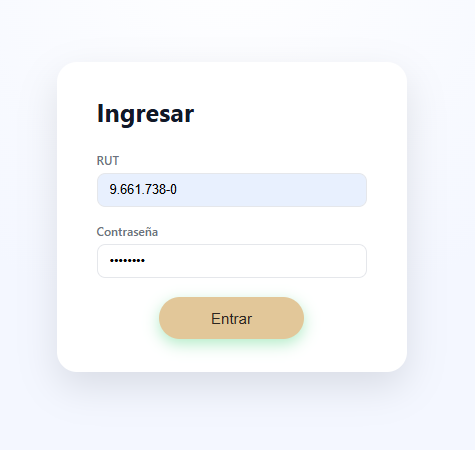 Ingresar
RUT
9.661.738-0
Contraseña
••••••••
Entrar